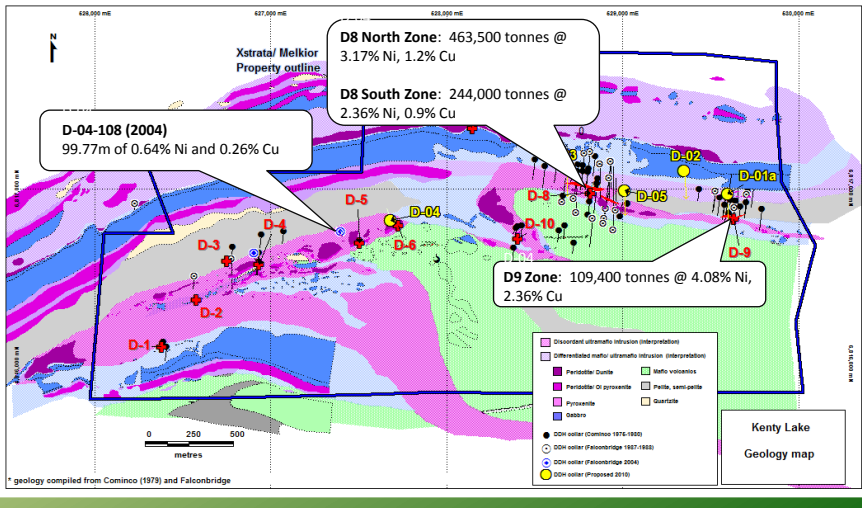 626,000 mE
627,000 mE
628,000 mE
629,000 mE
630,000 mE
N
Xstrata/ Melkior
Property outline
D8 North Zone: 463,500 tonnes @
3.17% Ni, 1.2% Cu
D8 South Zone: 244,000 tonnes @
2.36% Ni, 0.9% Cu
D-04-108 (2004)
99.77m of 0.64% Ni and 0.26% Cu
D-02
D-01a
D-05
D-8
D-5
D-04
D-6
D-10
D-4
D-3
D-9
D-2
D-1
D9 Zone: 109,400 tonnes @ 4.08% Ni,
2.36% Cu
Discordant ultramafic intrusion (interpretation)
Differentiated mafic/ ultramafic intrusion (interpretation)
Peridotite/ Dunite
Mafic volcanics
Peridotite/ Ol pyroxenite
Pelite, semi-pelite
Pyroxenite
Quartzite
Gabbro
DDH collar (Cominco 1975-1980)
DDH collar (Falconbridge 1987-1988)
DDH collar (Falconbridge 2004)
DDH collar (Proposed 2010)
Kenty Lake
Geology map
0 200 500
metres
* geology compiled from Cominco (1979) and Falconbridge